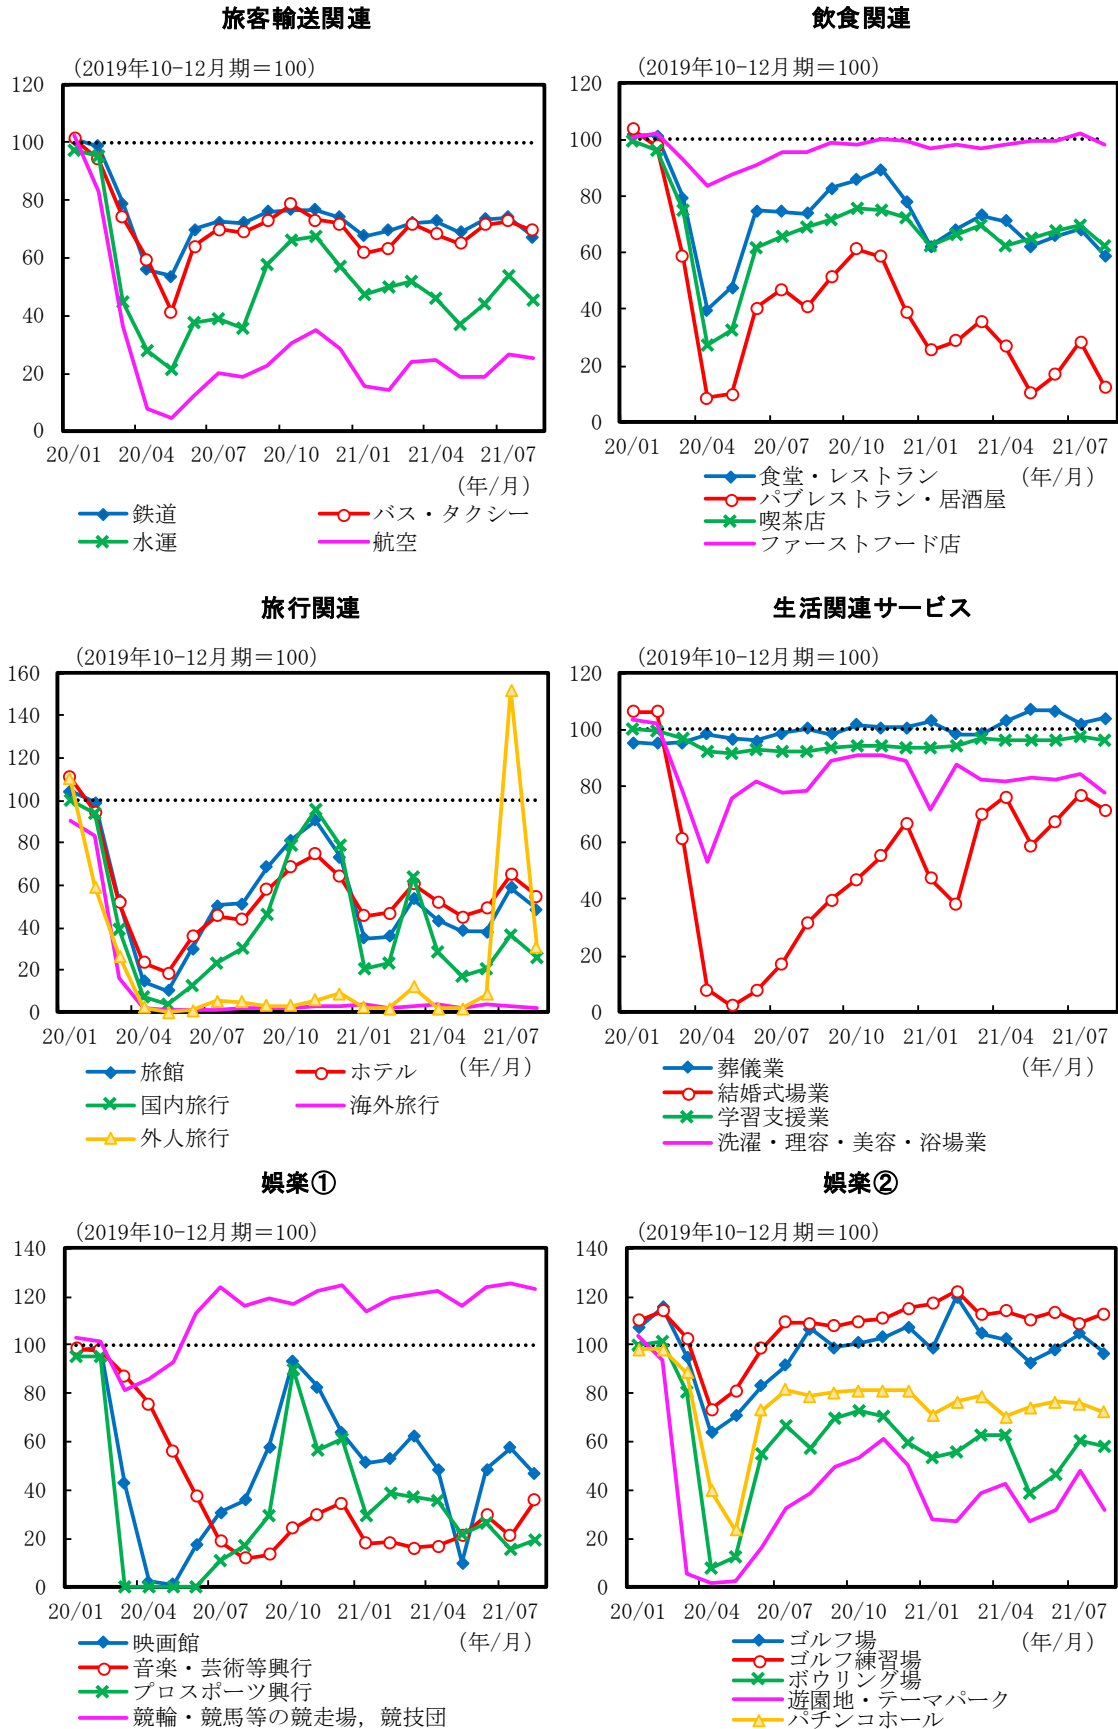 旅客輸送関連
(2019年10-12月期＝100)
120
100
80
60
40
20
0
20/01 20/04 20/07 20/10 21/01 21/04 21/07
(年/月)
鉄道 バス・タクシー
水運 航空
飲食関連
(2019年10-12月期＝100)
120
100
80
60
40
20
0
20/01 20/04 20/07 20/10 21/01 21/04 21/07
(年/月)
食堂・レストラン
パブレストラン・居酒屋
喫茶店
ファーストフード店
旅行関連
(2019年10-12月期＝100)
160
140
120
100
80
60
40
20
0
20/01 20/04 20/07 20/10 21/01 21/04 21/07
(年/月)
旅館 ホテル
国内旅行 海外旅行
外人旅行
生活関連サービス
(2019年10-12月期＝100)
120
100
80
60
40
20
0
20/01 20/04 20/07 20/10 21/01 21/04 21/07
(年/月)
葬儀業
結婚式場業
学習支援業
洗濯・理容・美容・浴場業
娯楽①
(2019年10-12月期＝100)
140
120
100
80
60
40
20
0
20/01 20/04 20/07 20/10 21/01 21/04 21/07
(年/月)
映画館
音楽・芸術等興行
プロスポーツ興行
競輪・競馬等の競走場，競技団
娯楽②
(2019年10-12月期＝100)
140
120
100
80
60
40
20
0
20/01 20/04 20/07 20/10 21/01 21/04 21/07
(年/月)
ゴルフ場
ゴルフ練習場
ボウリング場
遊園地・テーマパーク
パチンコホール